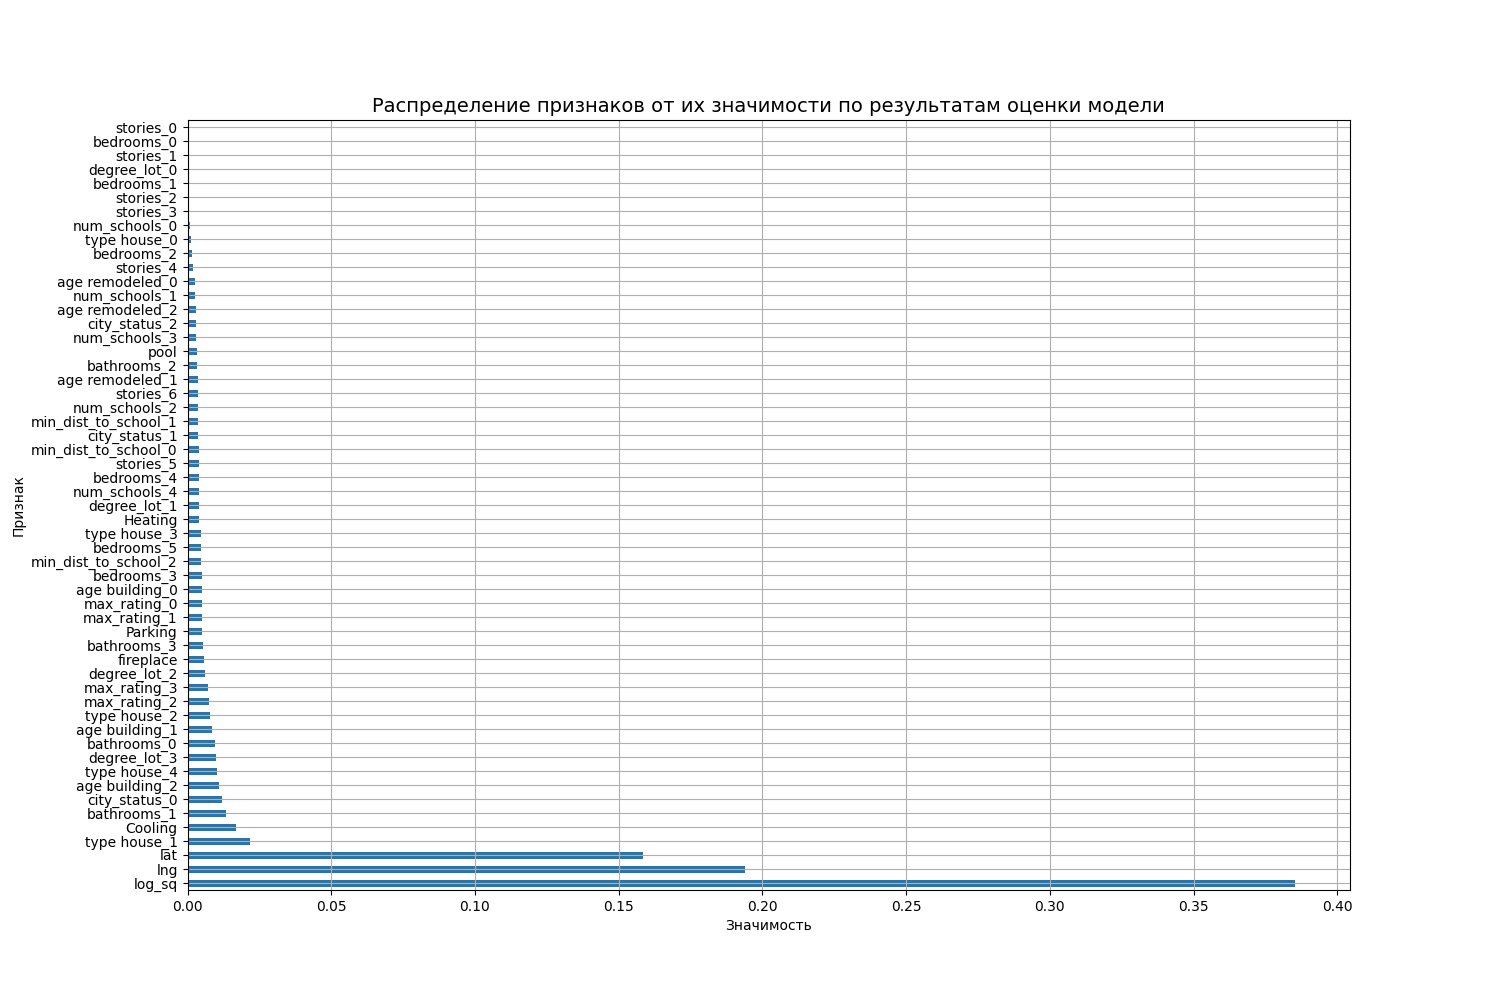 Распределение признаков от их значимости по результатам оценки модели
stories_0
bedrooms_0
stories_1
degree_lot_0
bedrooms_1
stories_2
stories_3
num_schools_0
type house_0
bedrooms_2
stories_4
age remodeled_0
num_schools_1
age remodeled_2
city_status_2
num_schools_3
pool
bathrooms_2
age remodeled_1
stories_6
num_schools_2
min_dist_to_school_1
city_status_1
min_dist_to_school_0
stories_5
bedrooms_4
num_schools_4
degree_lot_1
Heating
type house_3
bedrooms_5
min_dist_to_school_2
bedrooms_3
age building_0
max_rating_0
max_rating_1
Parking
bathrooms_3
fireplace
degree_lot_2
max_rating_3
max_rating_2
type house_2
age building_1
bathrooms_0
degree_lot_3
type house_4
age building_2
city_status_0
bathrooms_1
Cooling
type house_1
lat
lng
log_sq
Признак
0.00 0.05 0.10 0.15 0.20 0.25 0.30 0.35 0.40
Значимость